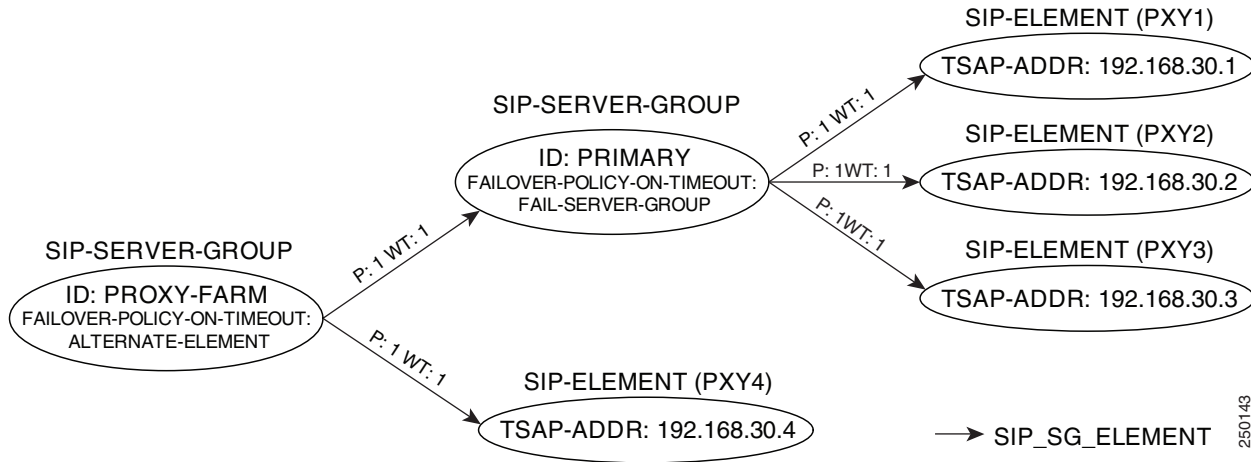 SIP-ELEMENT (PXY1)
TSAP-ADDR: 192.168.30.1
SIP-SERVER-GROUP
ID: PRIMARY
FAILOVER-POLICY-ON-TIMEOUT:
FAIL-SERVER-GROUP
P: 1 WT: 1
SIP-ELEMENT (PXY2)
P: 1WT: 1
TSAP-ADDR: 192.168.30.2
P: 1WT: 1
SIP-ELEMENT (PXY3)
TSAP-ADDR: 192.168.30.3
SIP-SERVER-GROUP
ID: PROXY-FARM
FAILOVER-POLICY-ON-TIMEOUT:
ALTERNATE-ELEMENT
P: 1 WT: 1
P: 1 WT: 1
SIP-ELEMENT (PXY4)
TSAP-ADDR: 192.168.30.4
SIP_SG_ELEMENT
250143